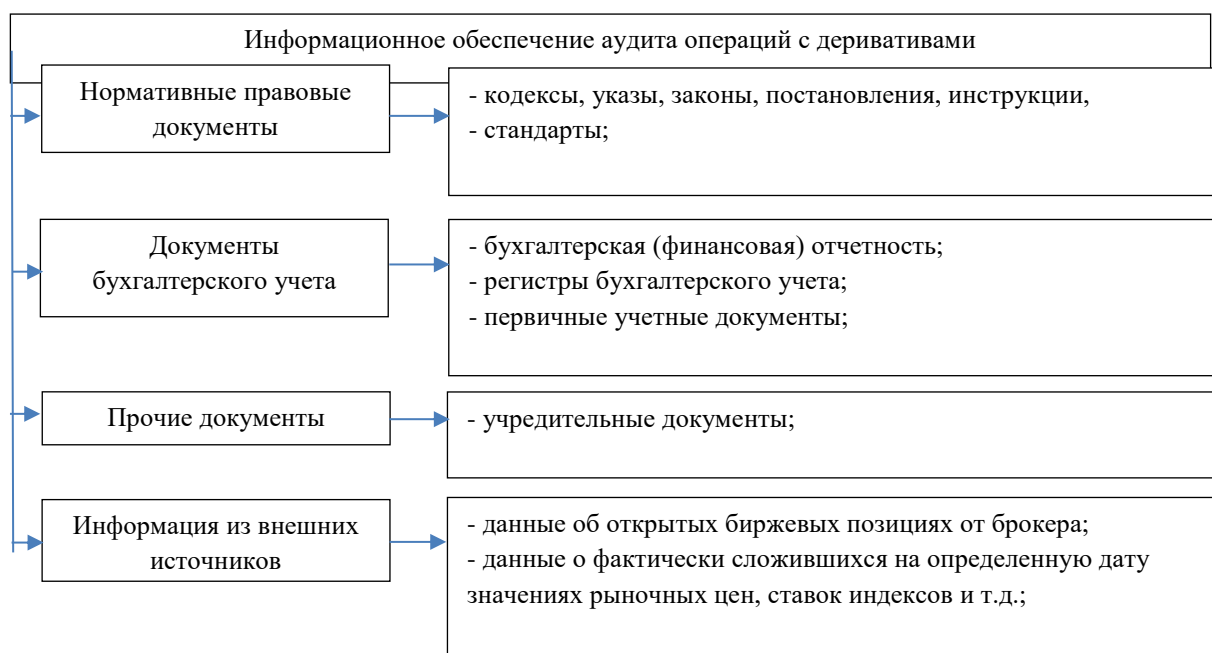 Информационное обеспечение аудита операций с деривативами
Нормативные правовые
документы
- кодексы, указы, законы, постановления, инструкции,
- стандарты;
Документы
бухгалтерского учета
- бухгалтерская (финансовая) отчетность;
- регистры бухгалтерского учета;
- первичные учетные документы;
Прочие документы
- учредительные документы;
Информация из внешних
источников
- данные об открытых биржевых позициях от брокера;
- данные о фактически сложившихся на определенную дату
значениях рыночных цен, ставок индексов и т.д.;